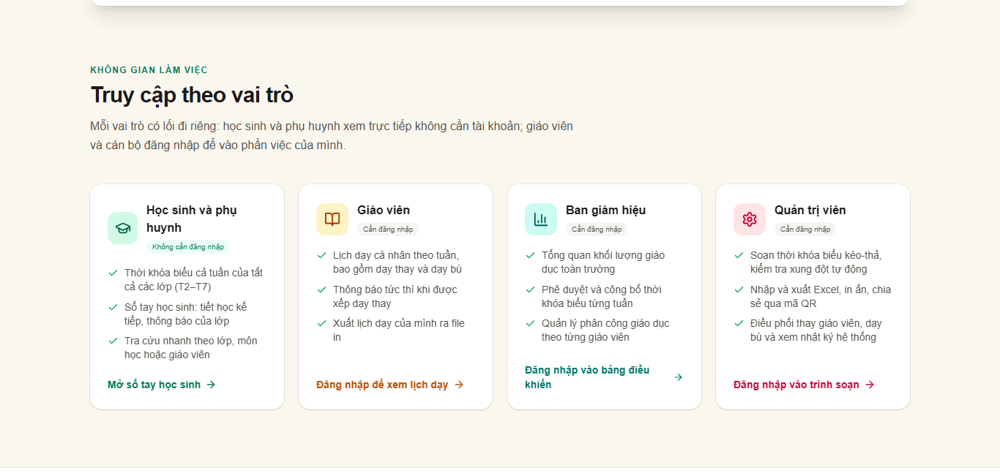 KHÔNG GIAN LÀM VIỆC
Truy cập theo vai trò
Mỗi vai trò có lối đi riêng: học sinh và phụ huynh xem trực tiếp không cần tài khoản; giáo viên
và cán bộ đăng nhập để vào phần việc của mình.
Học sinh và phụ
huynh
Không cần đăng nhập
Thời khóa biểu cả tuần của tất
cả các lớp (T2–T7)
Sổ tay học sinh: tiết học kế
tiếp, thông báo của lớp
Tra cứu nhanh theo lớp, môn
học hoặc giáo viên
Mở sổ tay học sinh
Giáo viên
Cần đăng nhập
Lịch dạy cá nhân theo tuần,
bao gồm dạy thay và dạy bù
Thông báo tức thì khi được
xếp dạy thay
Xuất lịch dạy của mình ra file
in
Đăng nhập để xem lịch dạy
Ban giám hiệu
Cần đăng nhập
Tổng quan khối lượng giáo
dục toàn trường
Phê duyệt và công bố thời
khóa biểu từng tuần
Quản lý phân công giáo dục
theo từng giáo viên
Đăng nhập vào bảng điều
khiển
Quản trị viên
Cần đăng nhập
Soạn thời khóa biểu kéo-thả,
kiểm tra xung đột tự động
Nhập và xuất Excel, in ấn, chia
sẻ qua mã QR
Điều phối thay giáo viên, dạy
bù và xem nhật ký hệ thống
Đăng nhập vào trình soạn